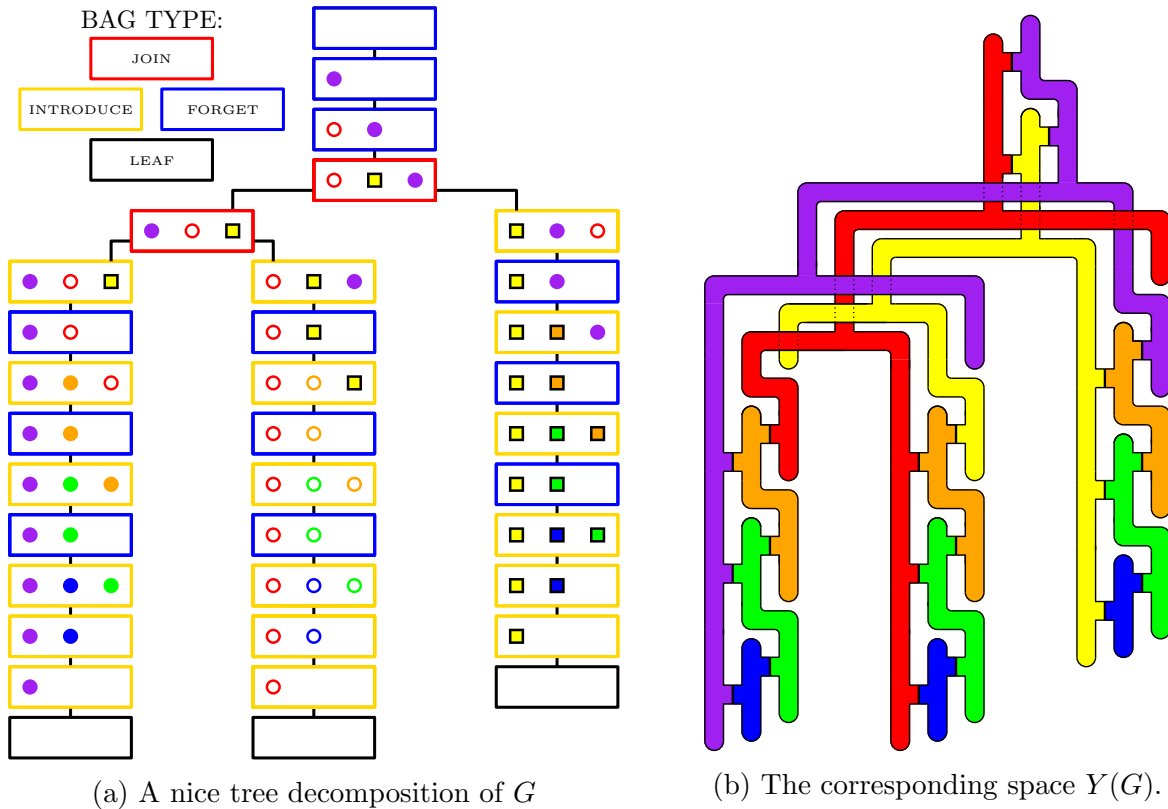 BAG TYPE:
JOIN
INTRODUCE FORGET
LEAF
(a) A nice tree decomposition of G
(b) The corresponding space Y(G).